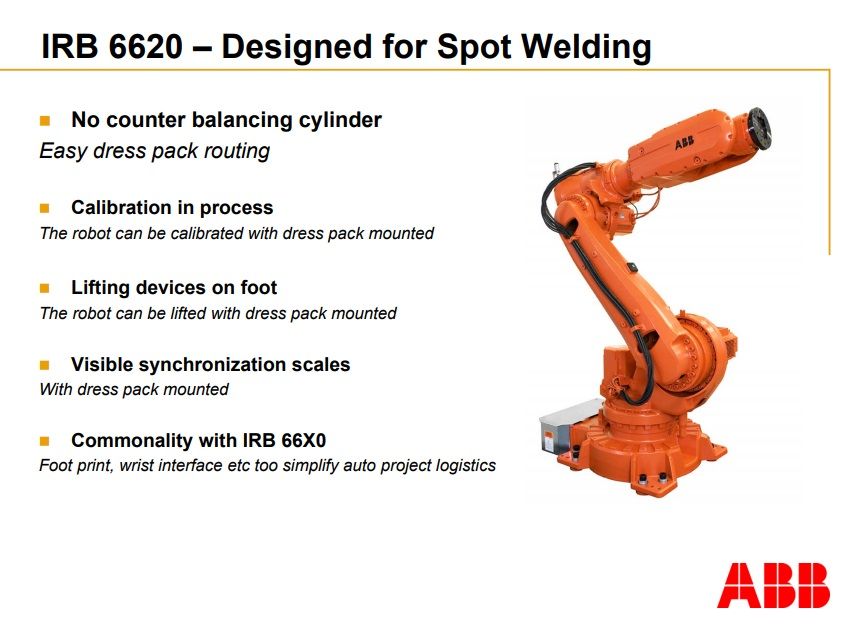 IRB 6620 – Designed for Spot Welding
No counter balancing cylinder
Easy dress pack routing
Calibration in process
The robot can be calibrated with dress pack mounted
Lifting devices on foot
The robot can be lifted with dress pack mounted
Visible synchronization scales
With dress pack mounted
Commonality with IRB 66X0
Foot print, wrist interface etc too simplify auto project logistics
ABB
ABB